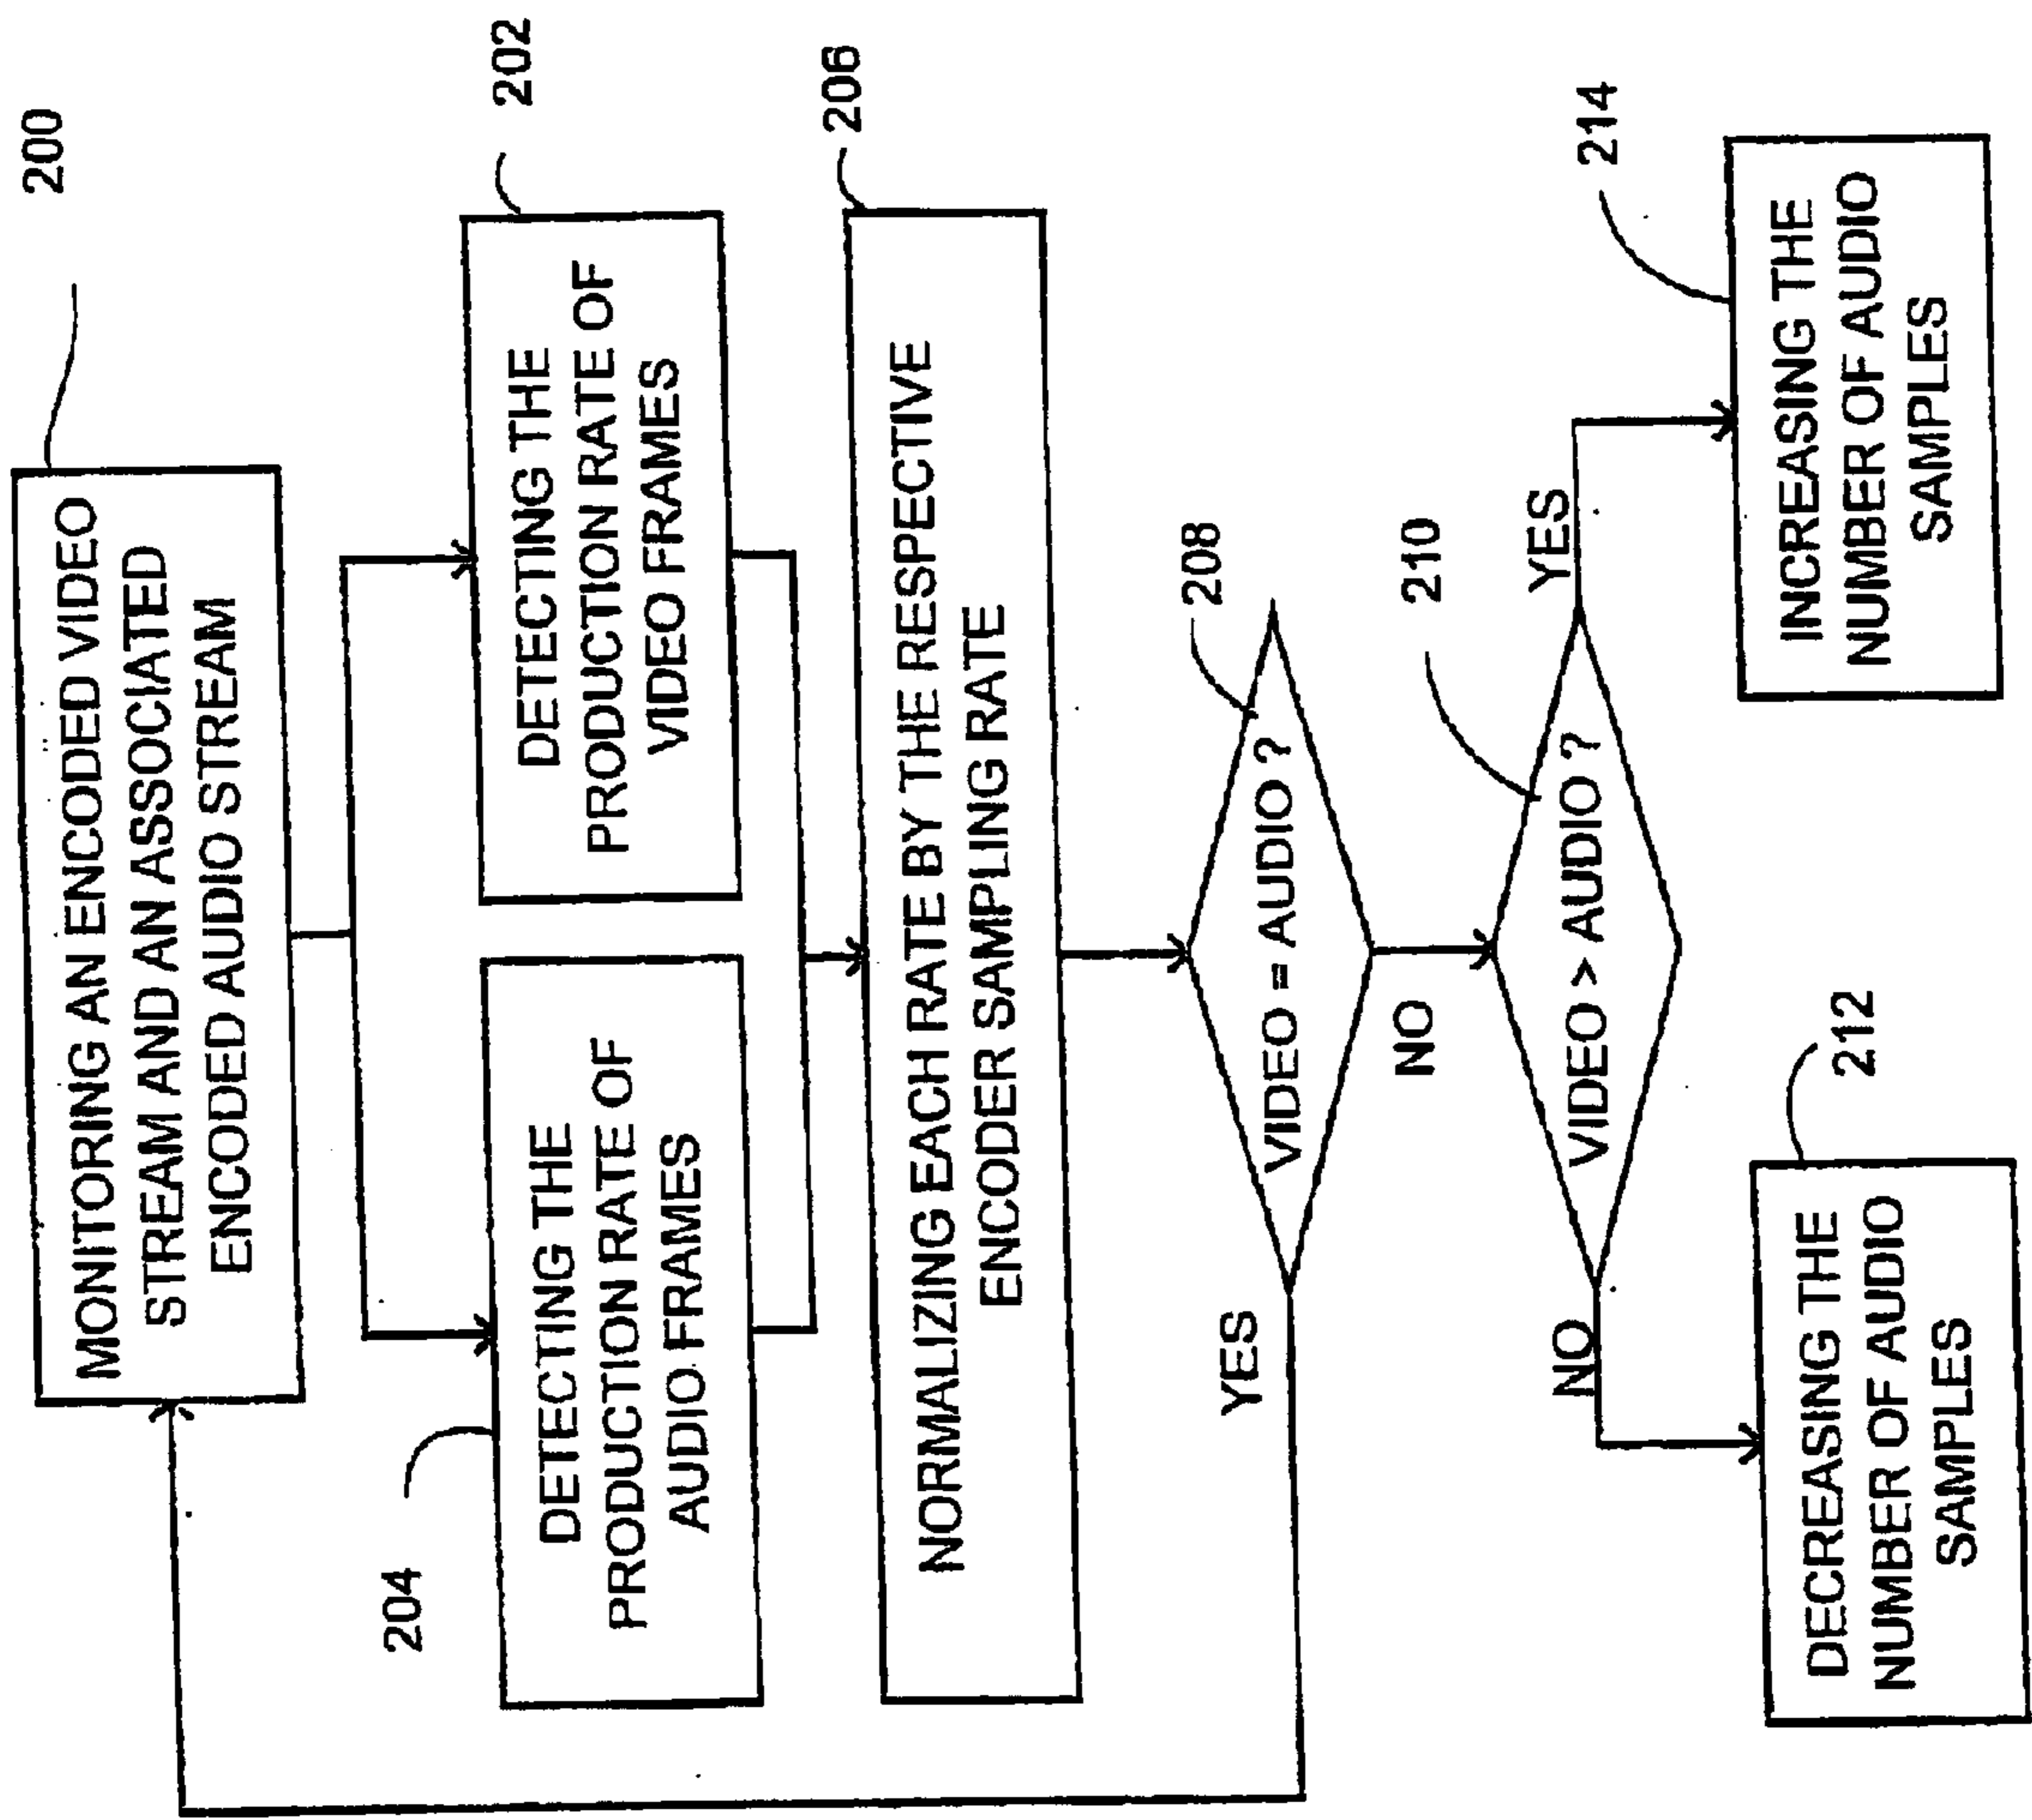 200
MONITORING AN ENCODED VIDEO
STREAM AND AN ASSOCIATED
ENCODED AUDIO STREAM
204
DETECTING THE
PRODUCTION RATE OF
AUDIO FRAMES
202
DETECTING THE
PRODUCTION RATE OF
VIDEO FRAMES
206
NORMALIZING EACH RATE BY THE RESPECTIVE
ENCODER SAMPLING RATE
208
VIDEO = AUDIO ?
YES
NO
210
VIDEO > AUDIO ?
NO
YES
212
DECREASING THE
NUMBER OF AUDIO
SAMPLES
214
INCREASING THE
NUMBER OF AUDIO
SAMPLES